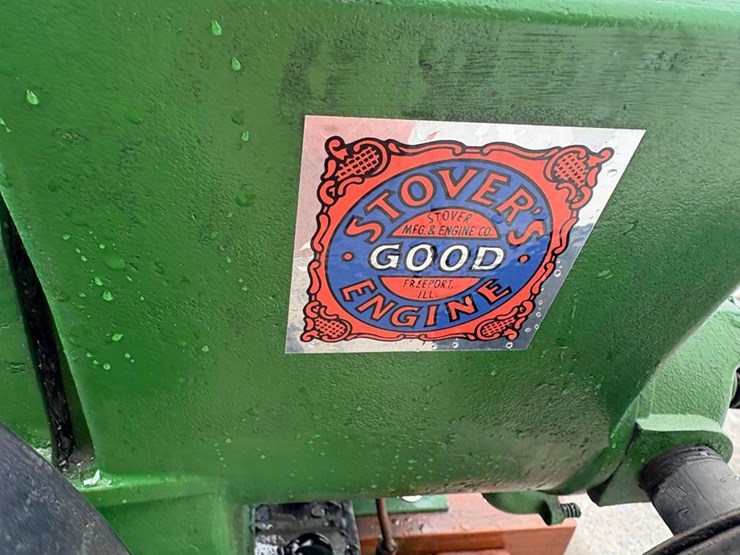 STOVER'S
STOVER
MFG. & ENGINE CO.
GOOD
FREEPORT,
ILL.
ENGINE